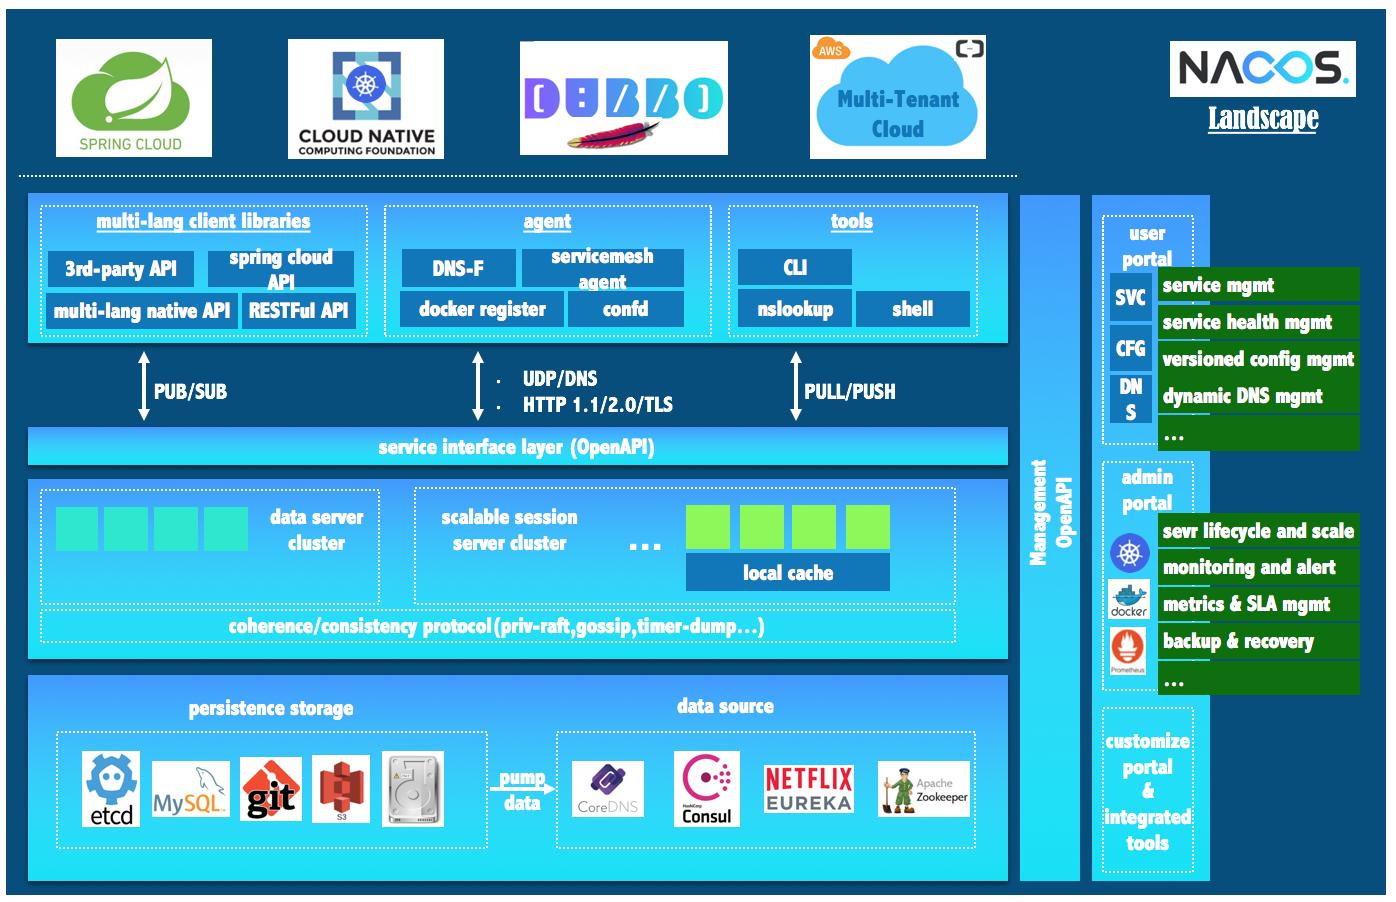 SPRING CLOUD
CLOUD NATIVE
COMPUTING FOUNDATION
DUBBO
AWS
Multi-Tenant
Cloud
NACOS.
Landscape
multi-lang client libraries
3rd-party API
spring cloud
API
multi-lang native API
RESTFul API
agent
DNS-F
servicemesh
agent
docker register
confd
tools
CLI
nslookup
shell
PUB/SUB
· UDP/DNS
· HTTP 1.1/2.0/TLS
PULL/PUSH
service interface layer (OpenAPI)
data server
cluster
scalable session
server cluster
...
local cache
coherence/consistency protocol(priv-raft,gossip,timer-dump...)
persistence storage
etcd
MySQL
git
S3
pump
data
data source
CoreDNS
HashiCorp
Consul
NETFLIX
EUREKA
Apache
Zookeeper
Management
OpenAPI
user
portal
SVC
CFG
DN
S
service mgmt
service health mgmt
versioned config mgmt
dynamic DNS mgmt
...
admin
portal
docker
Prometheus
sevr lifecycle and scale
monitoring and alert
metrics & SLA mgmt
backup & recovery
...
customize
portal
&
integrated
tools